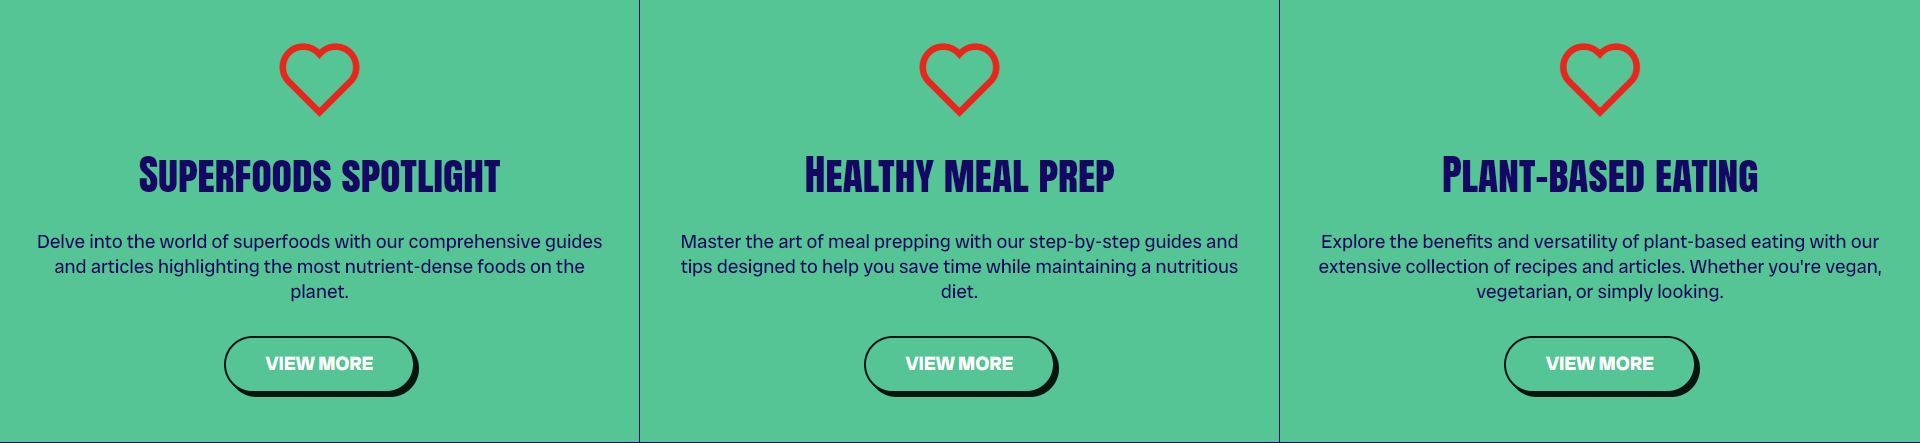 Superfoods spotlight
Delve into the world of superfoods with our comprehensive guides
and articles highlighting the most nutrient-dense foods on the
planet.
VIEW MORE
Healthy meal prep
Master the art of meal prepping with our step-by-step guides and
tips designed to help you save time while maintaining a nutritious
diet.
VIEW MORE
Plant-based eating
Explore the benefits and versatility of plant-based eating with our
extensive collection of recipes and articles. Whether you're vegan,
vegetarian, or simply looking.
VIEW MORE